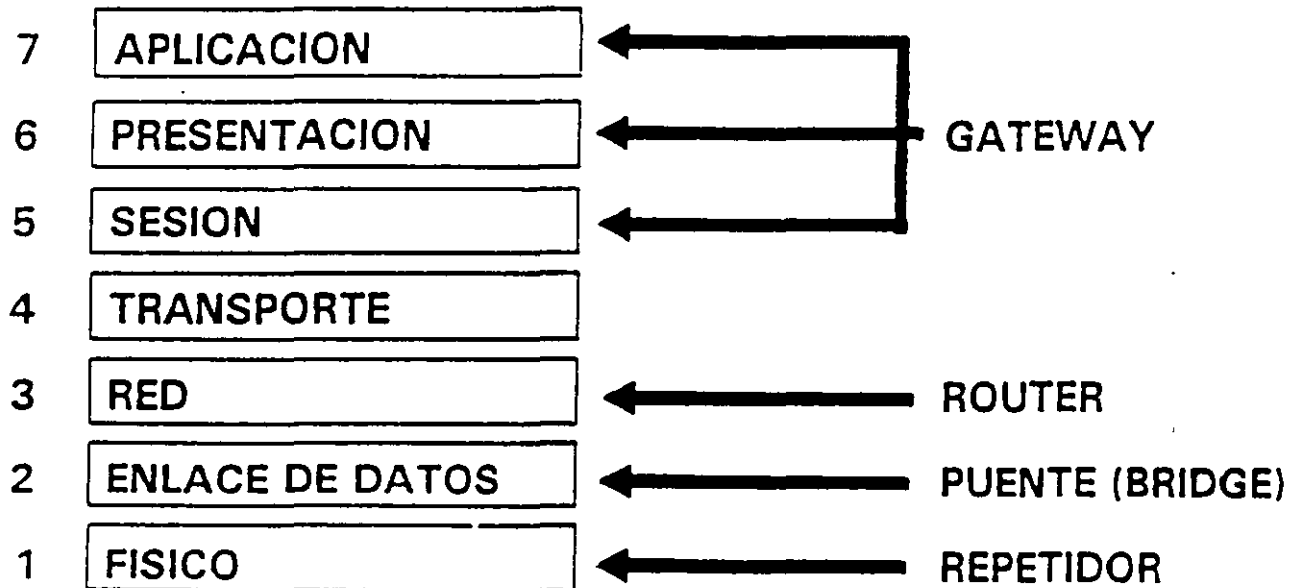 7 APLICACION
6 PRESENTACION GATEWAY
5 SESION
4 TRANSPORTE
3 RED ROUTER
2 ENLACE DE DATOS PUENTE (BRIDGE)
1 FISICO REPETIDOR